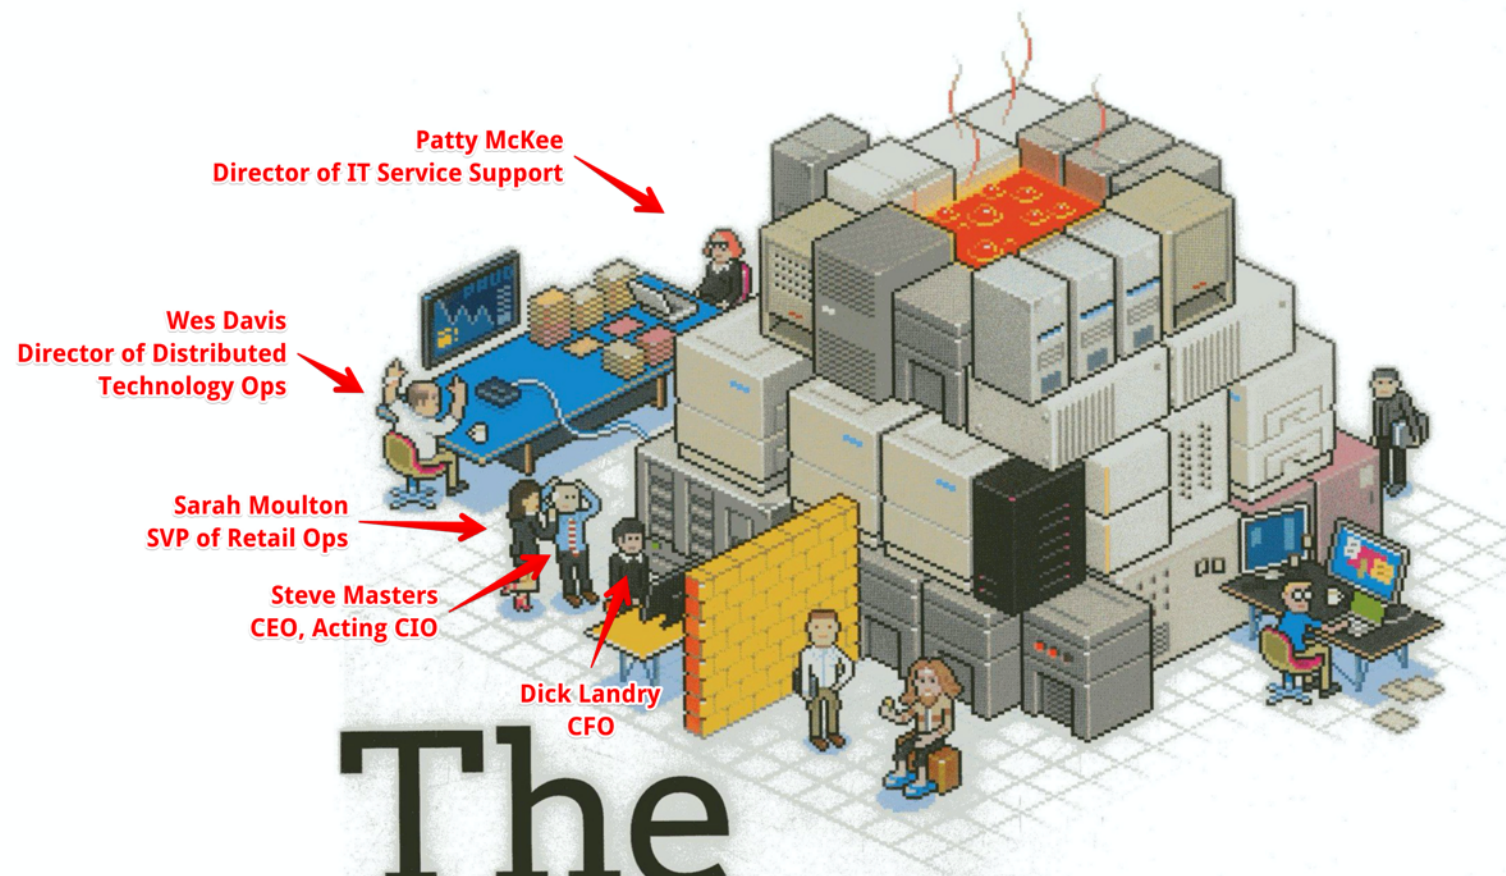 Patty McKee
Director of IT Service Support
Wes Davis
Director of Distributed
Technology Ops
Sarah Moulton
SVP of Retail Ops
Steve Masters
CEO, Acting CIO
Dick Landry
CFO
The